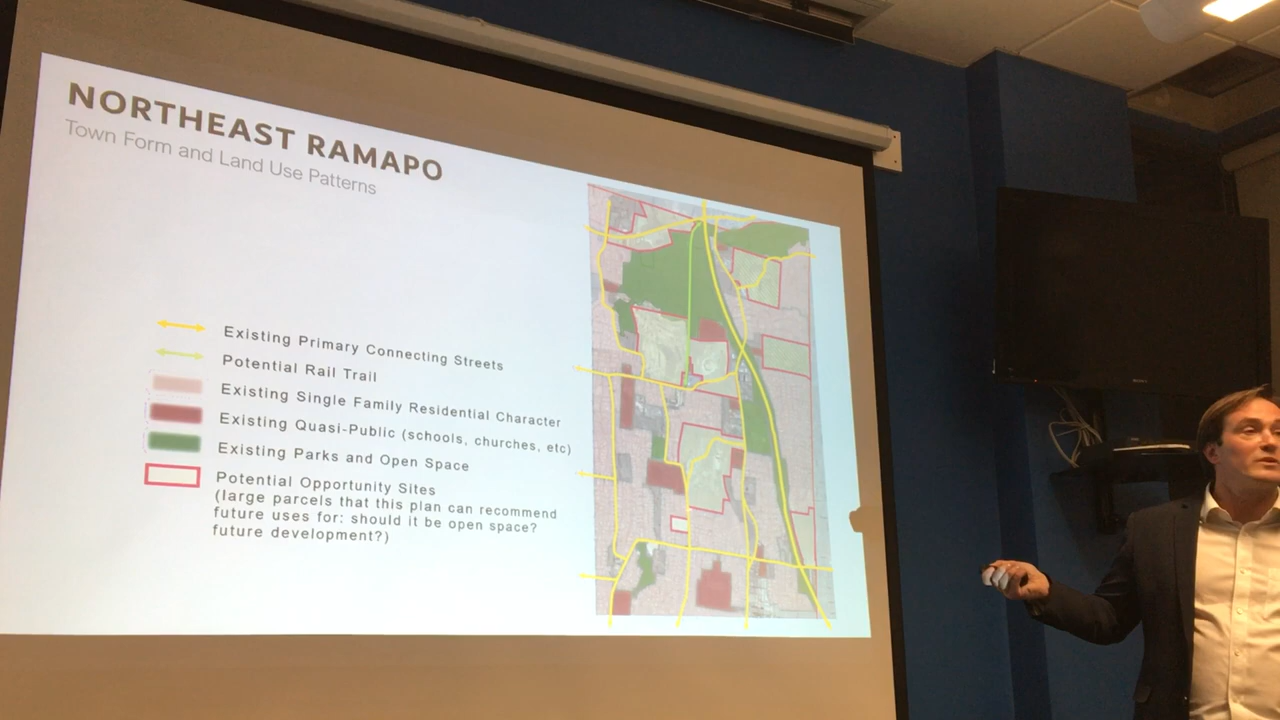 NORTHEAST RAMAPO
Town Form and Land Use Patterns
Existing Primary Connecting Streets
Potential Rail Trail
Existing Single Family Residential Character
Existing Quasi-Public (schools, churches, etc)
Existing Parks and Open Space
Potential Opportunity Sites
(large parcels that this plan can recommend
future uses for: should it be open space?
future development?)
SONY